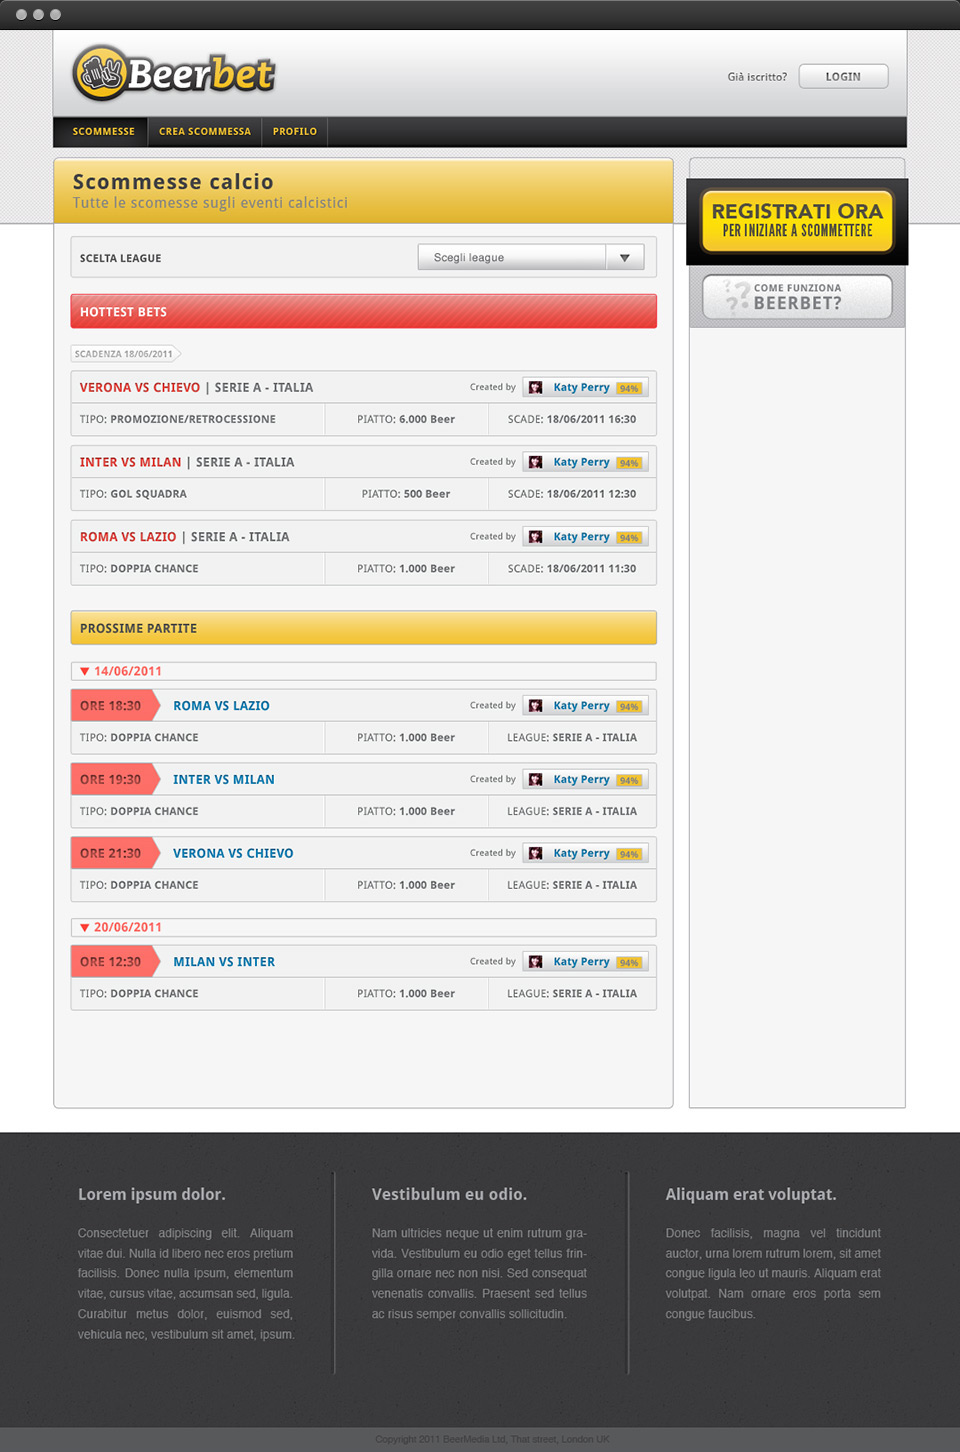 Beerbet
Già iscritto?
LOGIN
SCOMMESSE
CREA SCOMMESSA
PROFILO
Scommesse calcio
Tutte le scomesse sugli eventi calcistici
REGISTRATI ORA
PER INIZIARE A SCOMMETTERE
COME FUNZIONA
BEERBET?
SCELTA LEAGUE
Scegli league
HOTTEST BETS
SCADENZA 18/06/2011
VERONA VS CHIEVO | SERIE A - ITALIA
Created by
Katy Perry
94%
TIPO: PROMOZIONE/RETROCESSIONE
PIATTO: 6.000 Beer
SCADE: 18/06/2011 16:30
INTER VS MILAN | SERIE A - ITALIA
Created by
Katy Perry
94%
TIPO: GOL SQUADRA
PIATTO: 500 Beer
SCADE: 18/06/2011 12:30
ROMA VS LAZIO | SERIE A - ITALIA
Created by
Katy Perry
94%
TIPO: DOPPIA CHANCE
PIATTO: 1.000 Beer
SCADE: 18/06/2011 11:30
PROSSIME PARTITE
14/06/2011
ORE 18:30
ROMA VS LAZIO
Created by
Katy Perry
94%
TIPO: DOPPIA CHANCE
PIATTO: 1.000 Beer
LEAGUE: SERIE A - ITALIA
ORE 19:30
INTER VS MILAN
Created by
Katy Perry
94%
TIPO: DOPPIA CHANCE
PIATTO: 1.000 Beer
LEAGUE: SERIE A - ITALIA
ORE 21:30
VERONA VS CHIEVO
Created by
Katy Perry
94%
TIPO: DOPPIA CHANCE
PIATTO: 1.000 Beer
LEAGUE: SERIE A - ITALIA
20/06/2011
ORE 12:30
MILAN VS INTER
Created by
Katy Perry
94%
TIPO: DOPPIA CHANCE
PIATTO: 1.000 Beer
LEAGUE: SERIE A - ITALIA
Lorem ipsum dolor.
Consectetuer adipiscing elit. Aliquam
vitae dui. Nulla id libero nec eros pretium
facilisis. Donec nulla ipsum, elementum
vitae, cursus vitae, accumsan sed, ligula.
Curabitur metus dolor, euismod sed,
vehicula nec, vestibulum sit amet, ipsum.
Vestibulum eu odio.
Nam ultricies neque ut enim rutrum gra-
vida. Vestibulum eu odio eget tellus frin-
gilla ornare nec non nisi. Sed consequat
venenatis convallis. Praesent sed tellus
ac risus semper convallis sollicitudin.
Aliquam erat voluptat.
Donec facilisis, magna vel tincidunt
auctor, urna lorem rutrum lorem, sit amet
congue ligula leo ut mauris. Aliquam erat
volutpat. Nam ornare eros porta sem
congue faucibus.
Copyright 2011 BeerMedia Ltd, That street, London UK